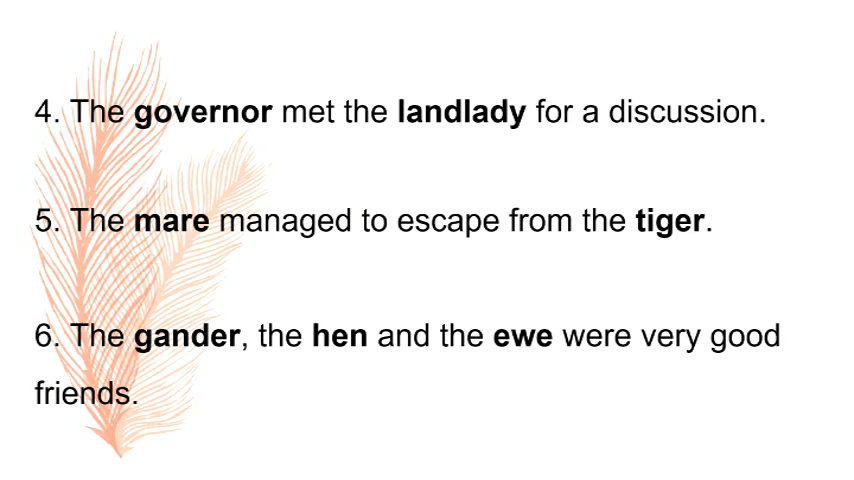 4. The governor met the landlady for a discussion.
5. The mare managed to escape from the tiger.
6. The gander, the hen and the ewe were very good
friends.